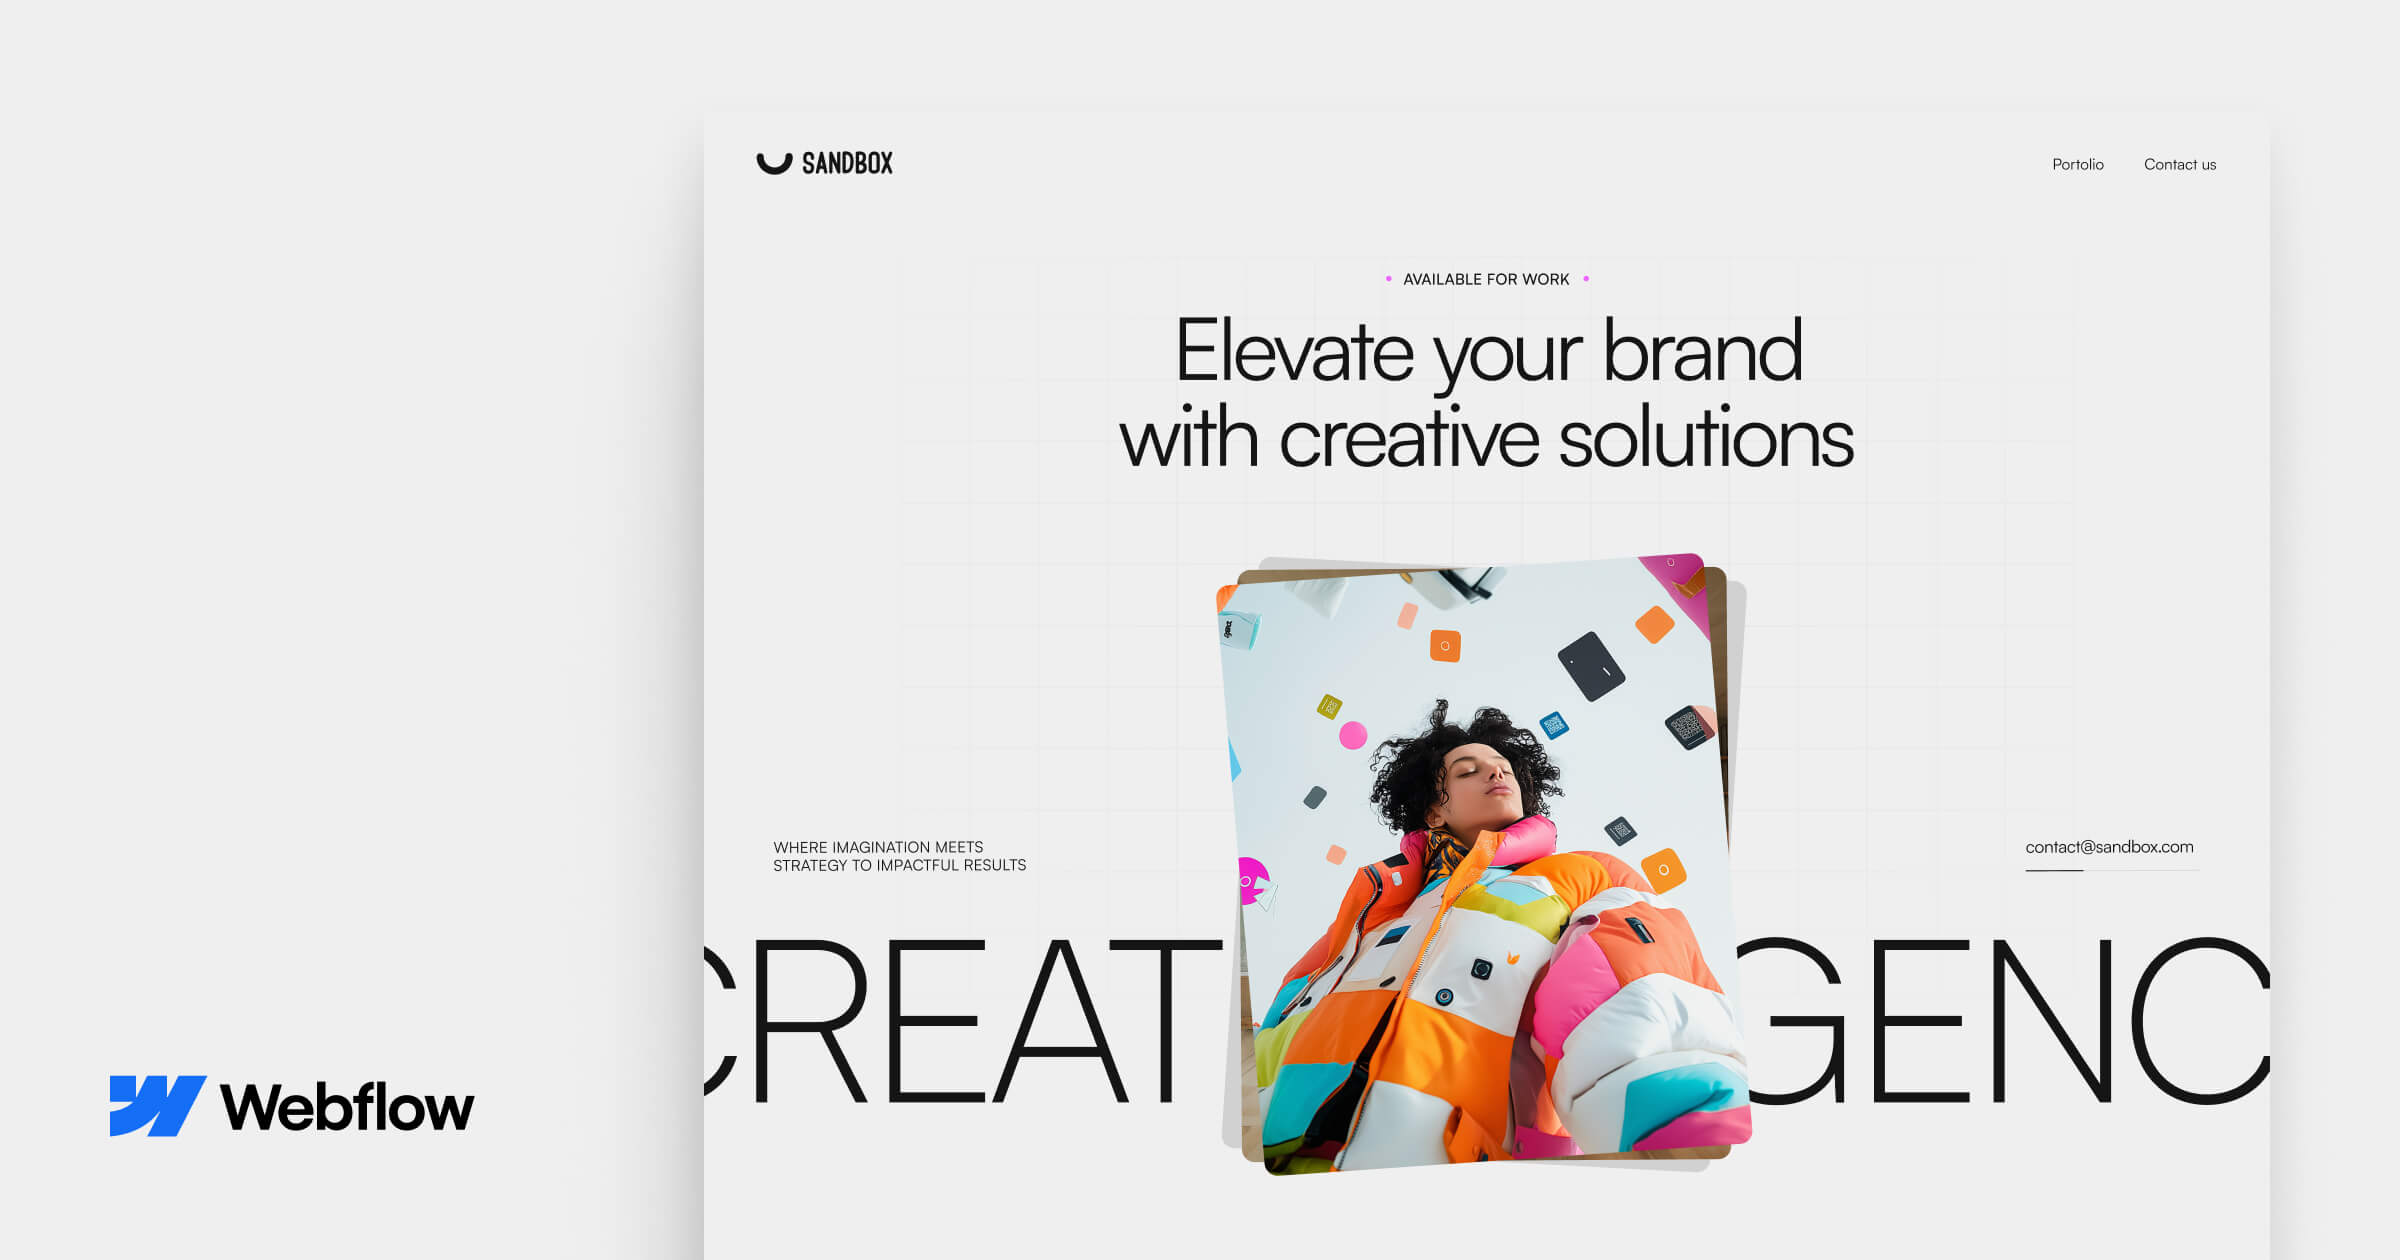 SANDBOX
Portolio
Contact us
AVAILABLE FOR WORK
Elevate your brand
with creative solutions
WHERE IMAGINATION MEETS
STRATEGY TO IMPACTFUL RESULTS
contact@sandbox.com
CREAT GENC
Webflow